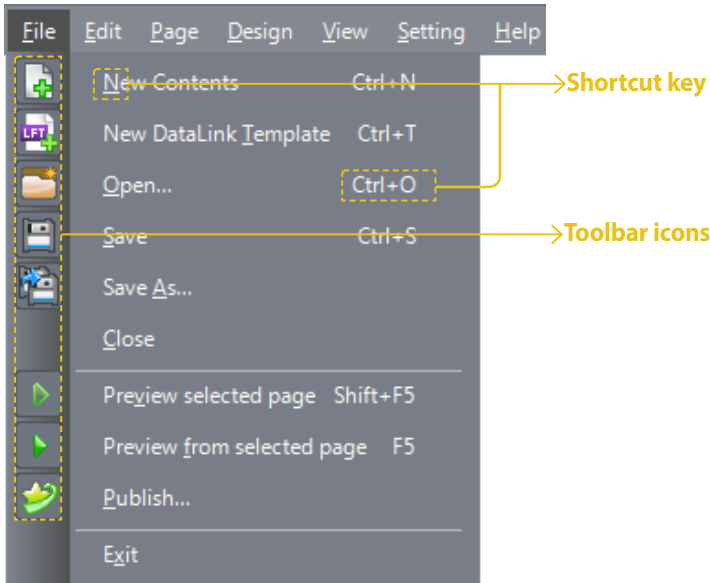 File Edit Page Design View Setting Help
New Contents Ctrl+N
Shortcut key
New DataLink Template Ctrl+T
LFT
Open... Ctrl+O
Save Ctrl+S
Toolbar icons
Save As...
Close
Preview selected page Shift+F5
Preview from selected page F5
Publish...
Exit